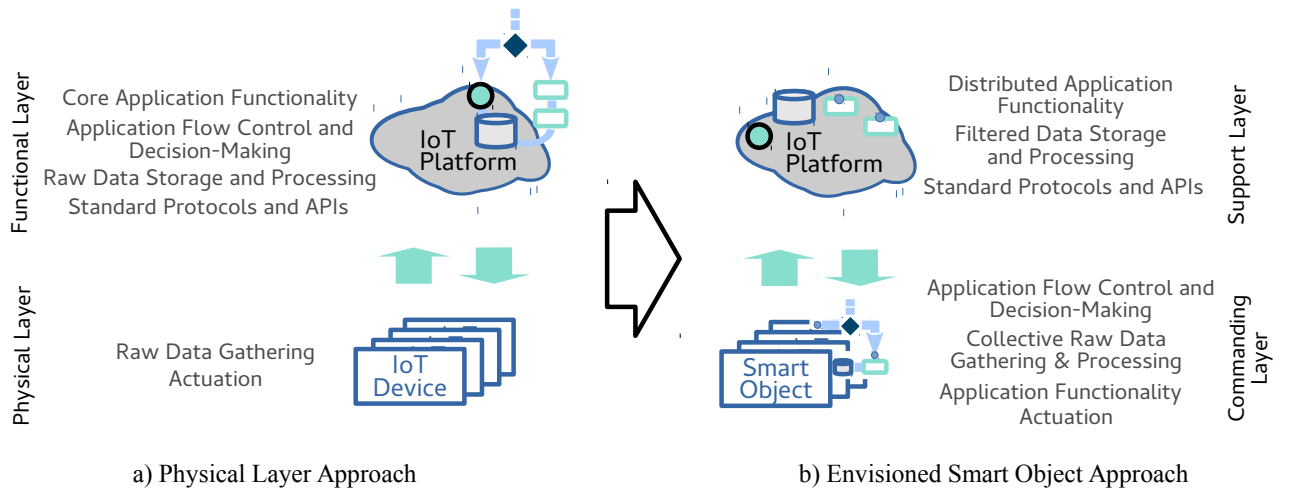 Functional Layer
Core Application Functionality
Application Flow Control and
Decision-Making
Raw Data Storage and Processing
Standard Protocols and APIs
IoT
Platform
Physical Layer
Raw Data Gathering
Actuation
IoT
Device
a) Physical Layer Approach
IoT
Platform
Distributed Application
Functionality
Filtered Data Storage
and Processing
Standard Protocols and APIs
Support Layer
Smart
Object
Application Flow Control and
Decision-Making
Collective Raw Data
Gathering & Processing
Application Functionality
Actuation
Commanding
Layer
b) Envisioned Smart Object Approach